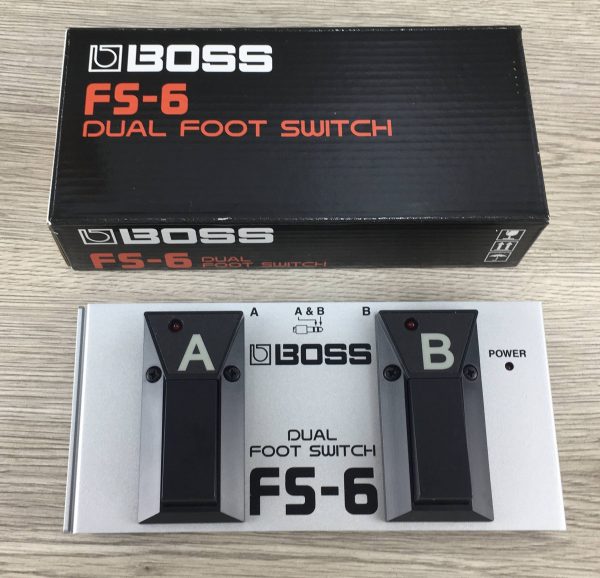 BOSS
FS-6
DUAL FOOT SWITCH
BOSS
FS-6 DUAL FOOT SWITCH
A A & B B
A BOSS B
POWER
DUAL
FOOT SWITCH
FS-6